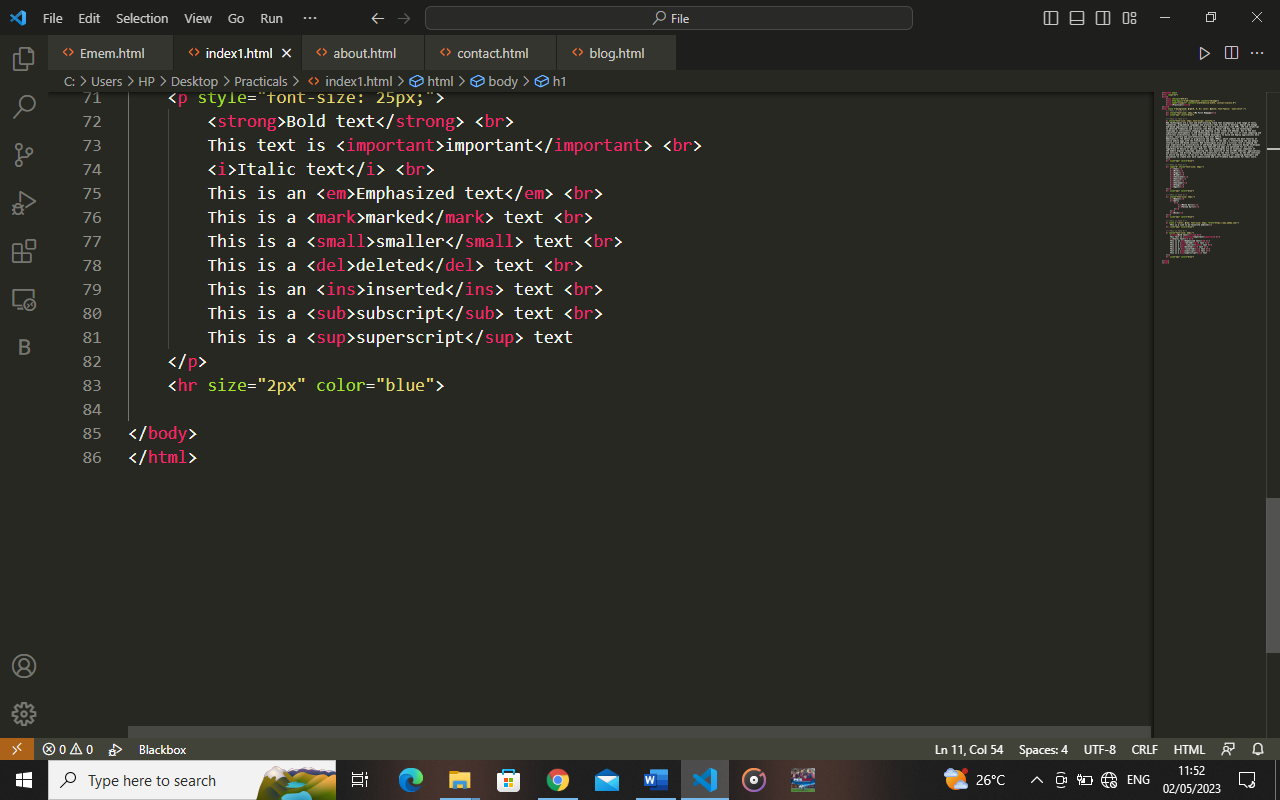 File Edit Selection View Go Run ··· File
Emem.html index1.html about.html contact.html blog.html
C: > Users > HP > Desktop > Practicals > index1.html > html > body > h1
71 <p style="font-size: 25px;">
72 <strong>Bold text</strong> <br>
73 This text is <important>important</important> <br>
74 <i>Italic text</i> <br>
75 This is an <em>Emphasized text</em> <br>
76 This is a <mark>marked</mark> text <br>
77 This is a <small>smaller</small> text <br>
78 This is a <del>deleted</del> text <br>
79 This is an <ins>inserted</ins> text <br>
80 This is a <sub>subscript</sub> text <br>
81 This is a <sup>superscript</sup> text
82 </p>
83 <hr size="2px" color="blue">
84
85 </body>
86 </html>
B
0 0 Blackbox Ln 11, Col 54 Spaces: 4 UTF-8 CRLF HTML
Type here to search 26°C ENG 11:52
02/05/2023